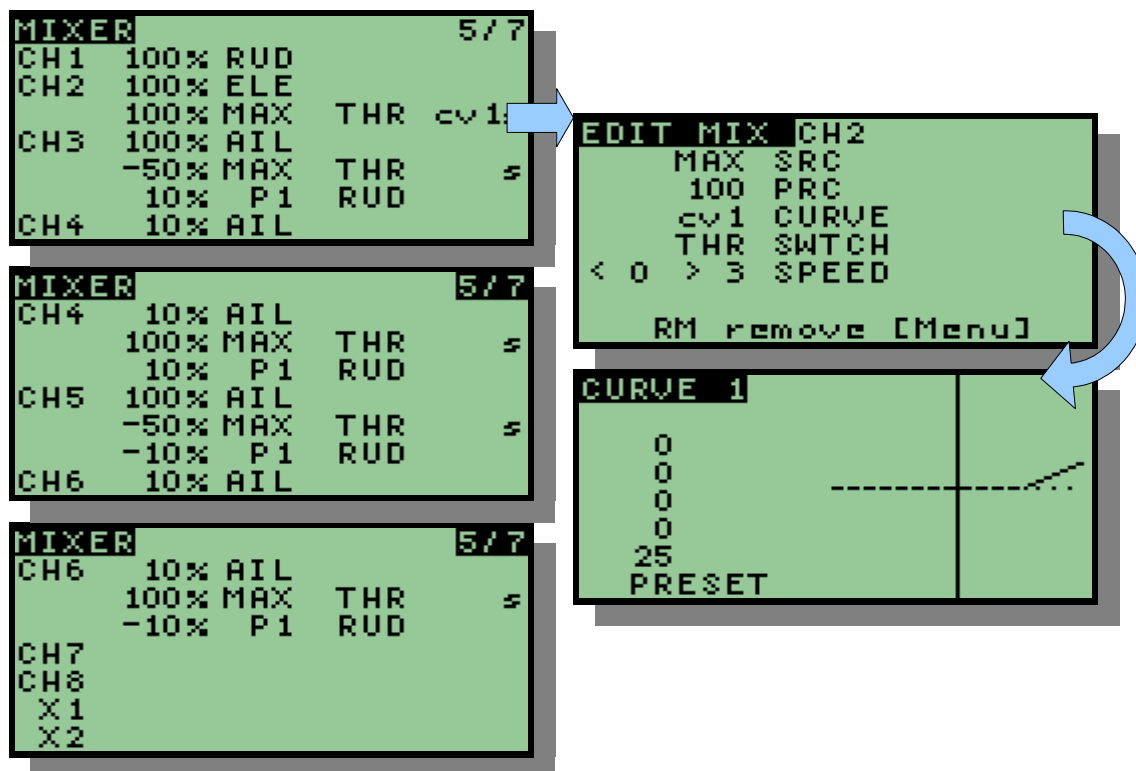 MIXER 5/7
CH1 100% RUD
CH2 100% ELE
100% MAX THR cv1
CH3 100% AIL
-50% MAX THR s
10% P1 RUD
CH4 10% AIL
MIXER 5/7
CH4 10% AIL
100% MAX THR s
10% P1 RUD
CH5 100% AIL
-50% MAX THR s
-10% P1 RUD
CH6 10% AIL
MIXER 5/7
CH6 10% AIL
100% MAX THR s
-10% P1 RUD
CH7
CH8
X1
X2
EDIT MIX CH2
MAX SRC
100 PRC
cv1 CURVE
THR SWTCH
< 0 > 3 SPEED
RM remove [Menu]
CURVE 1
0
0
0
0
25
PRESET